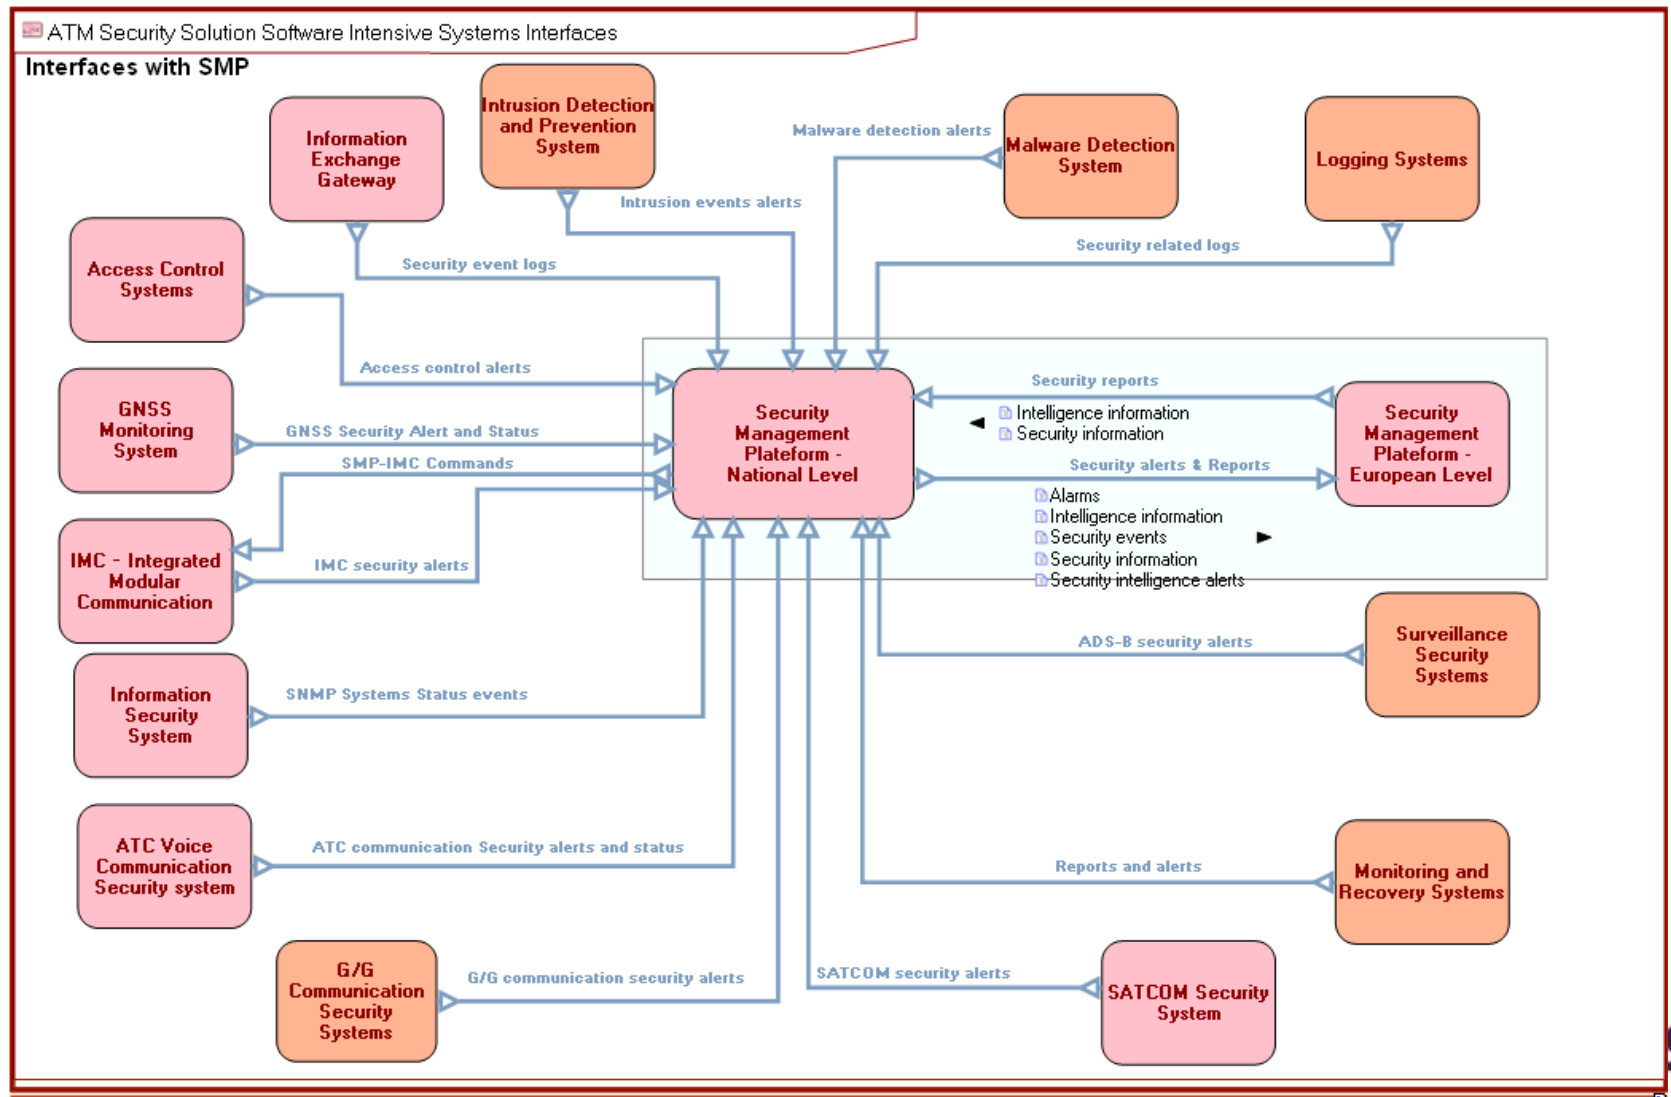 ATM Security Solution Software Intensive Systems Interfaces
Interfaces with SMP
Intrusion Detection
and Prevention
System
Information
Exchange
Gateway
Malware detection alerts
Malware Detection
System
Logging Systems
Intrusion events alerts
Security related logs
Security event logs
Access Control
Systems
Access control alerts
GNSS
Monitoring
System
GNSS Security Alert and Status
SMP-IMC Commands
Security
Management
Plateform -
National Level
Security reports
Intelligence information
Security information
Security alerts & Reports
Alarms
Intelligence information
Security events
Security information
Security intelligence alerts
Security
Management
Plateform -
European Level
IMC - Integrated
Modular
Communication
IMC security alerts
ADS-B security alerts
Surveillance
Security
Systems
Information
Security
System
SNMP Systems Status events
ATC Voice
Communication
Security system
ATC communication Security alerts and status
Reports and alerts
Monitoring and
Recovery Systems
G/G
Communication
Security
Systems
G/G communication security alerts
SATCOM security alerts
SATCOM Security
System